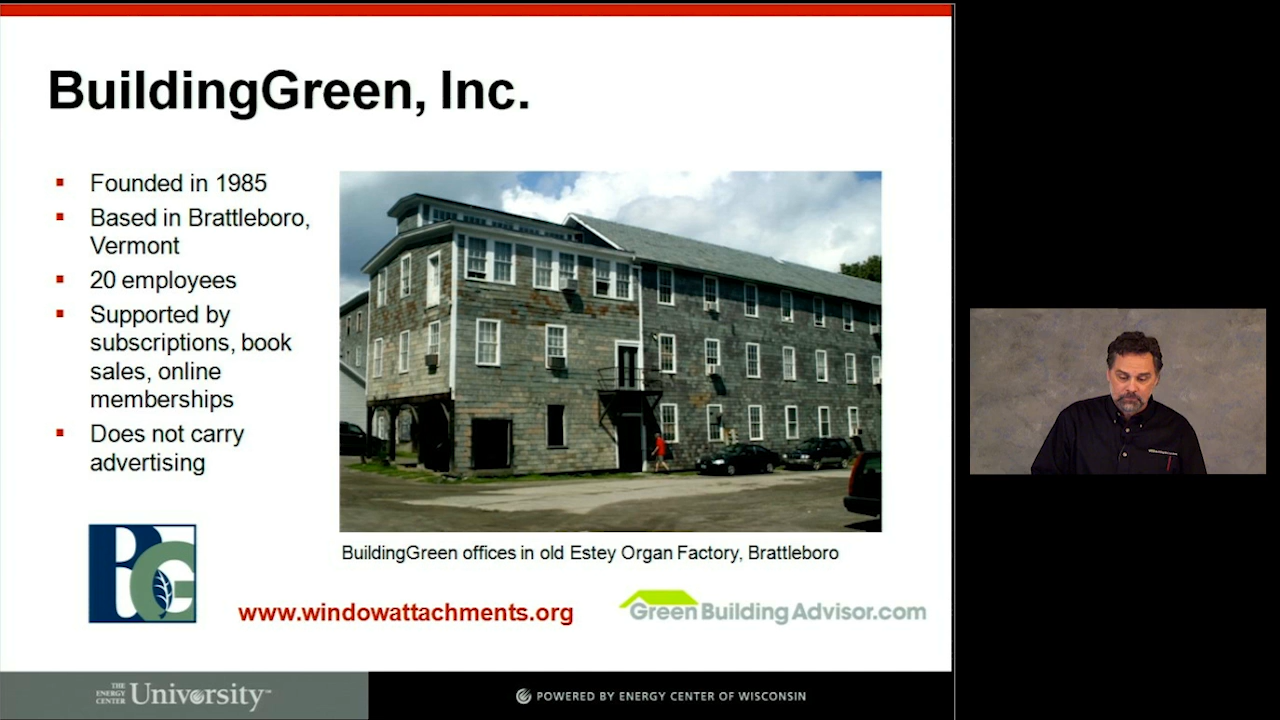 BuildingGreen, Inc.
Founded in 1985
Based in Brattleboro,
Vermont
20 employees
Supported by
subscriptions, book
sales, online
memberships
Does not carry
advertising
BuildingGreen offices in old Estey Organ Factory, Brattleboro
BG
www.windowattachments.org
GreenBuildingAdvisor.com
THE
ENERGY
CENTER
University™
POWERED BY ENERGY CENTER OF WISCONSIN